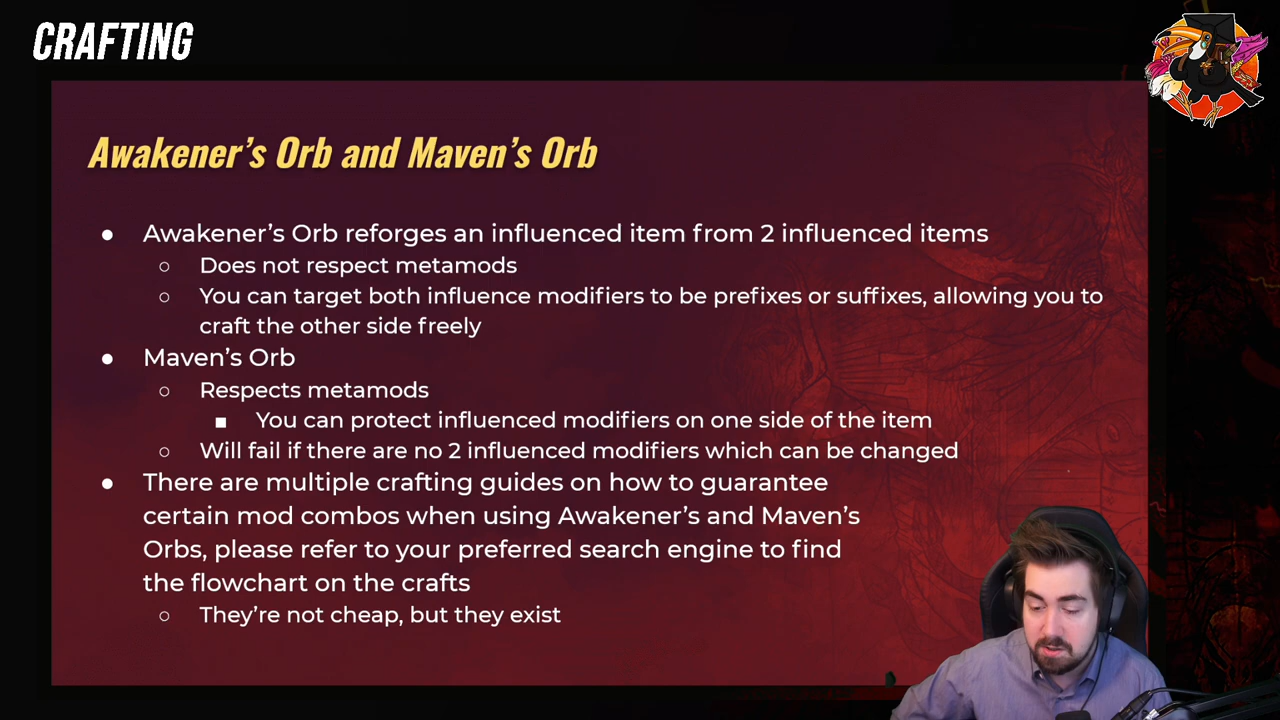 CRAFTING
Awakener's Orb and Maven's Orb
● Awakener's Orb reforges an influenced item from 2 influenced items
○ Does not respect metamods
○ You can target both influence modifiers to be prefixes or suffixes, allowing you to
craft the other side freely
● Maven's Orb
○ Respects metamods
■ You can protect influenced modifiers on one side of the item
○ Will fail if there are no 2 influenced modifiers which can be changed
● There are multiple crafting guides on how to guarantee
certain mod combos when using Awakener's and Maven's
Orbs, please refer to your preferred search engine to find
the flowchart on the crafts
○ They're not cheap, but they exist